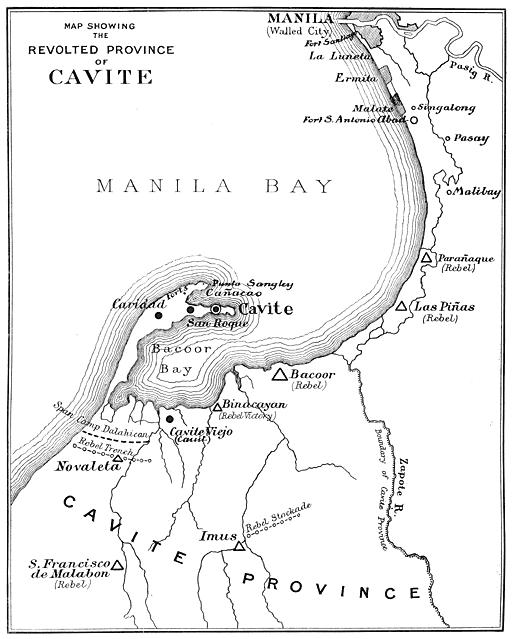 MAP SHOWING
THE
REVOLTED PROVINCE
OF
CAVITE
MANILA
(Walled City)
Fort Santiago
La Luneta
Pasig R.
Ermita
Malate
Singalong
Fort S. Antonio Abad
Pasay
MANILA BAY
Malibay
Parañaque
(Rebel)
Punta Sangley
Forts
Cañacao
Caridad
Cavite
San Roque
Las Piñas
(Rebel)
Bacoor
Bay
Bacoor
(Rebel)
Binacayan
(Rebel Victory)
Span. Camp Dalahican
Cavite Viejo
(Cauit)
Rebel Trench
Novaleta
Zapote R.
Boundary of Cavite Province
Rebel Stockade
Imus
S. Francisco
de Malabon
(Rebel)
CAVITE PROVINCE